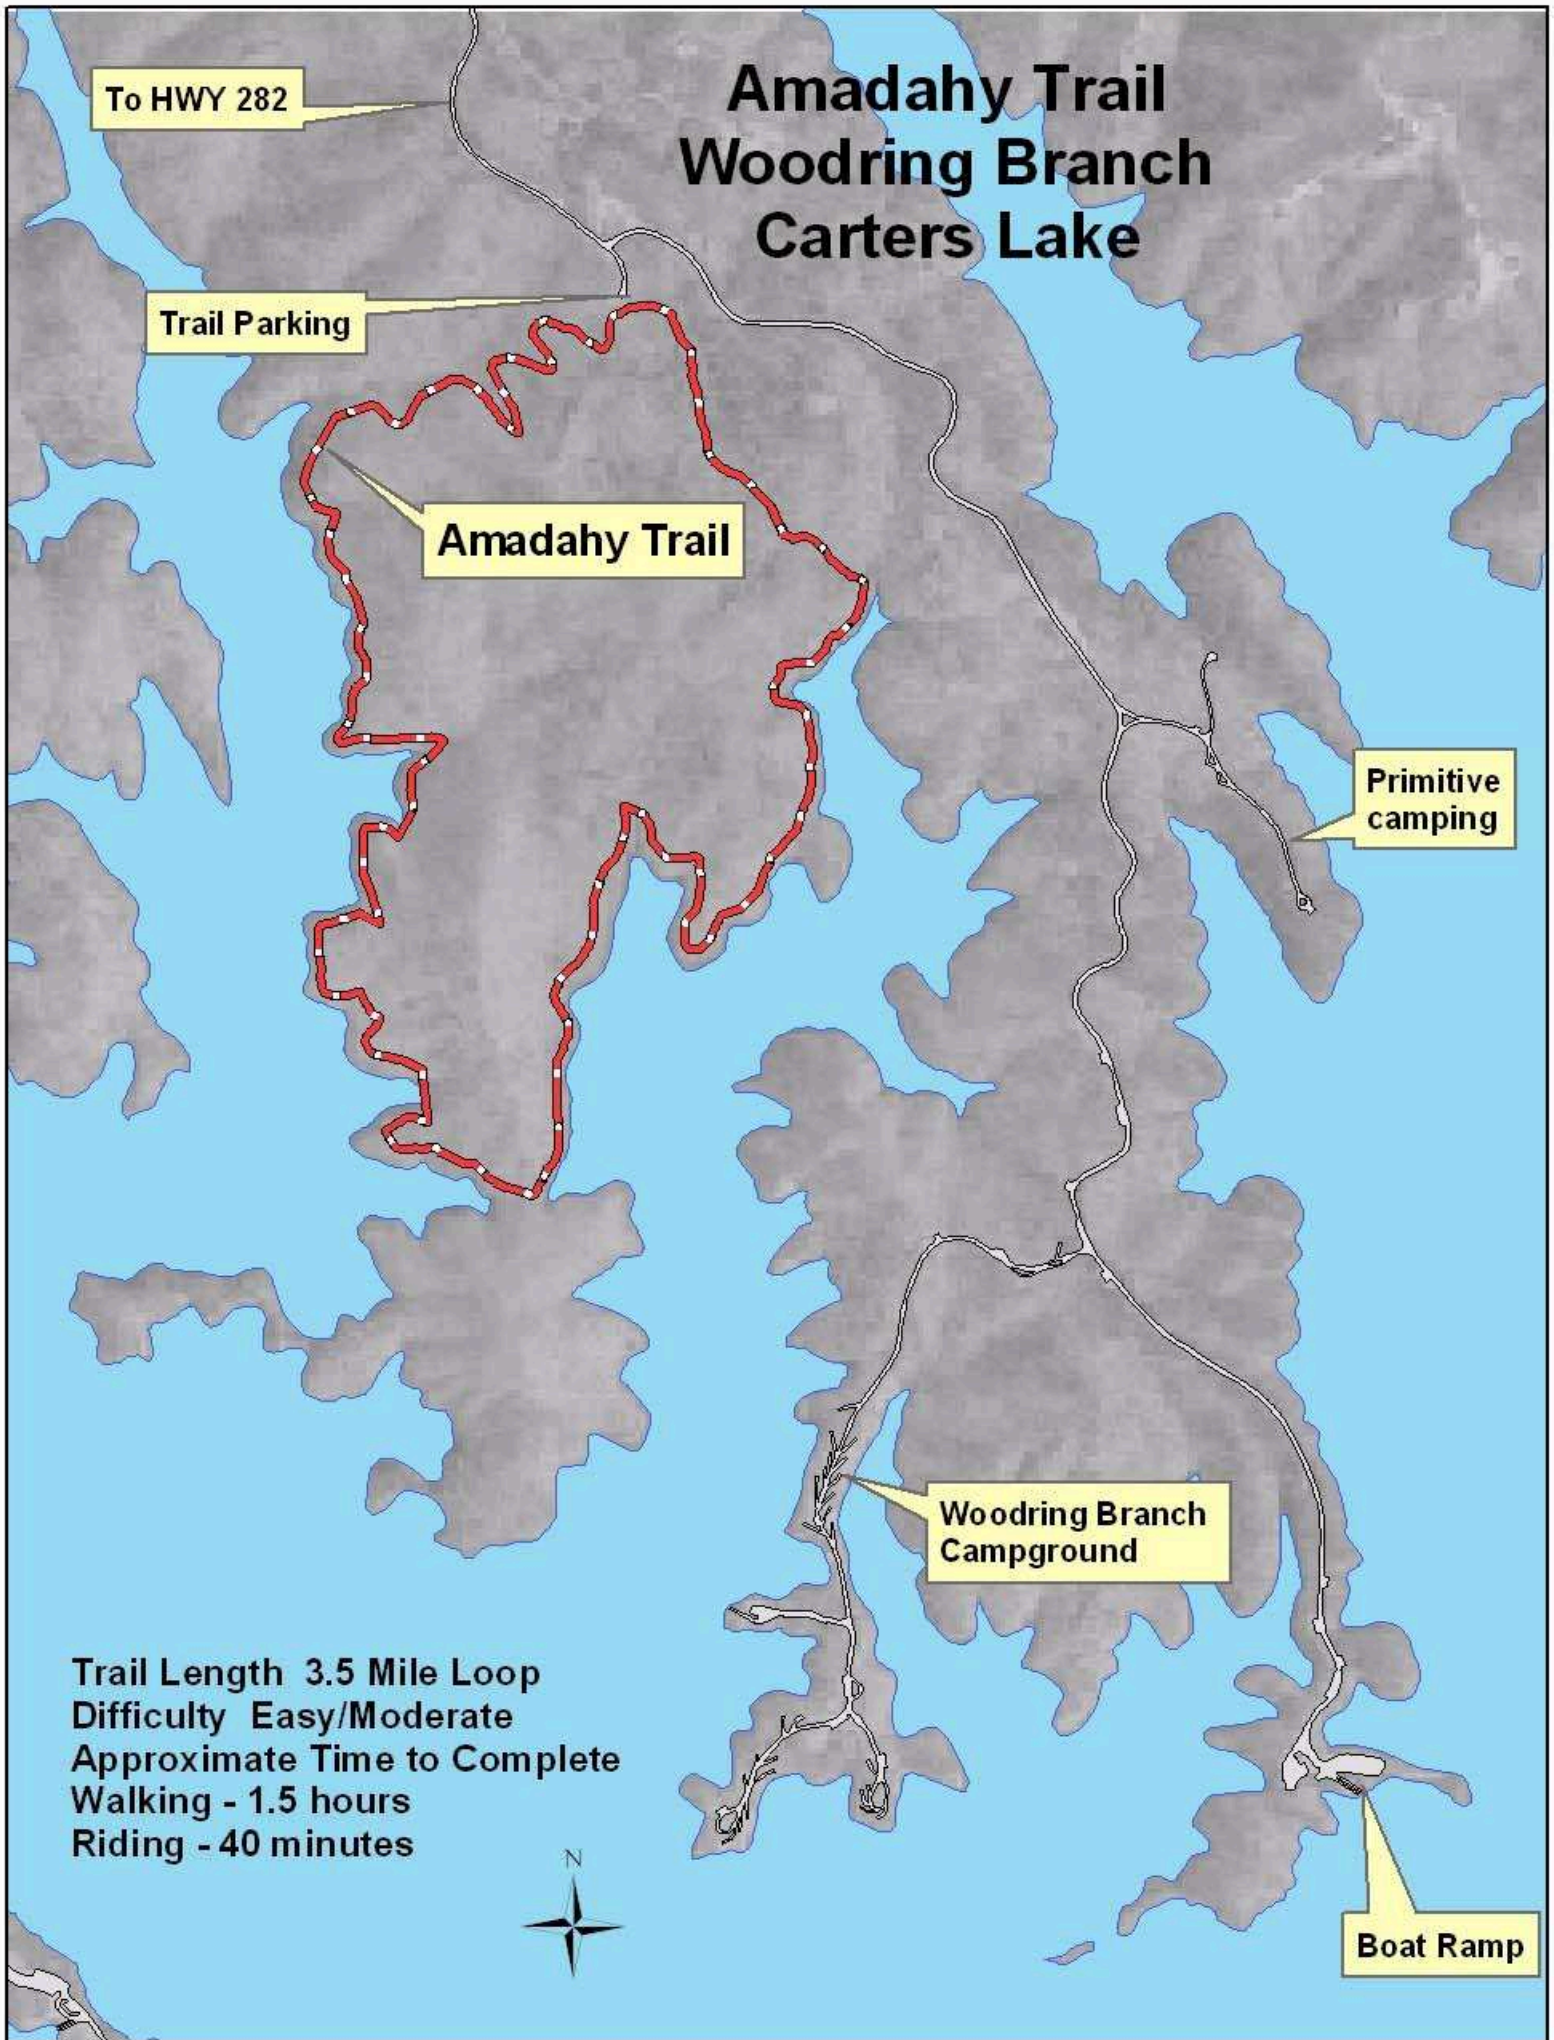 Amadahy Trail
Woodring Branch
Carters Lake
To HWY 282
Trail Parking
Amadahy Trail
Primitive
camping
Woodring Branch
Campground
Trail Length 3.5 Mile Loop
Difficulty Easy/Moderate
Approximate Time to Complete
Walking - 1.5 hours
Riding - 40 minutes
N
Boat Ramp